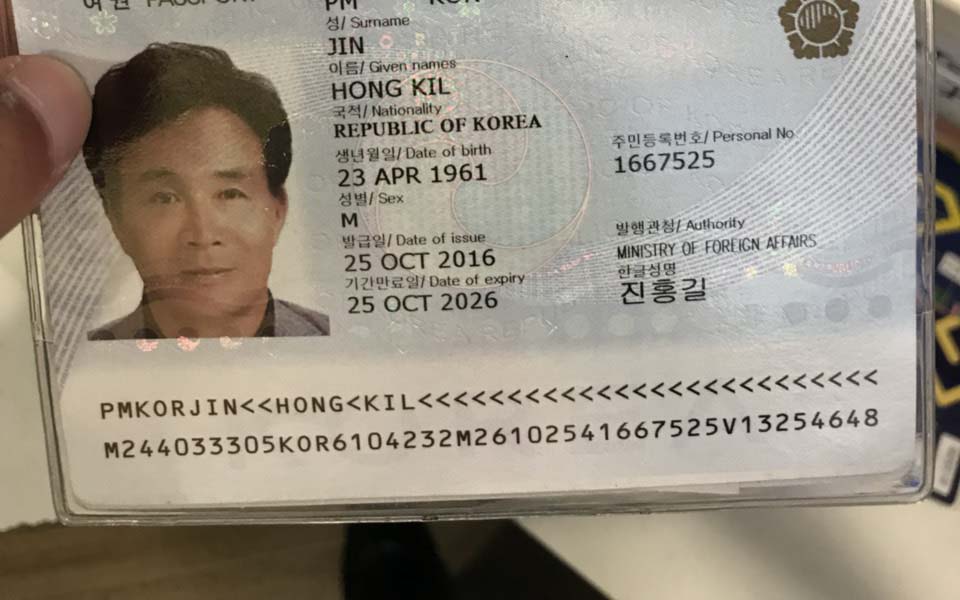 여권 PASSPORT
PM KOR
성/ Surname
JIN
이름/ Given names
HONG KIL
국적/ Nationality
REPUBLIC OF KOREA
생년월일/ Date of birth
23 APR 1961
주민등록번호/ Personal No
1667525
성별/ Sex
M
발급일/ Date of issue
25 OCT 2016
발행관청/ Authority
MINISTRY OF FOREIGN AFFAIRS
기간만료일/ Date of expiry
25 OCT 2026
한글성명
진홍길
PMKORJIN<<HONG<KIL<<<<<<<<<<<<<<<<<<<<<<<<<<
M244033305KOR6104232M26102541667525V13254648